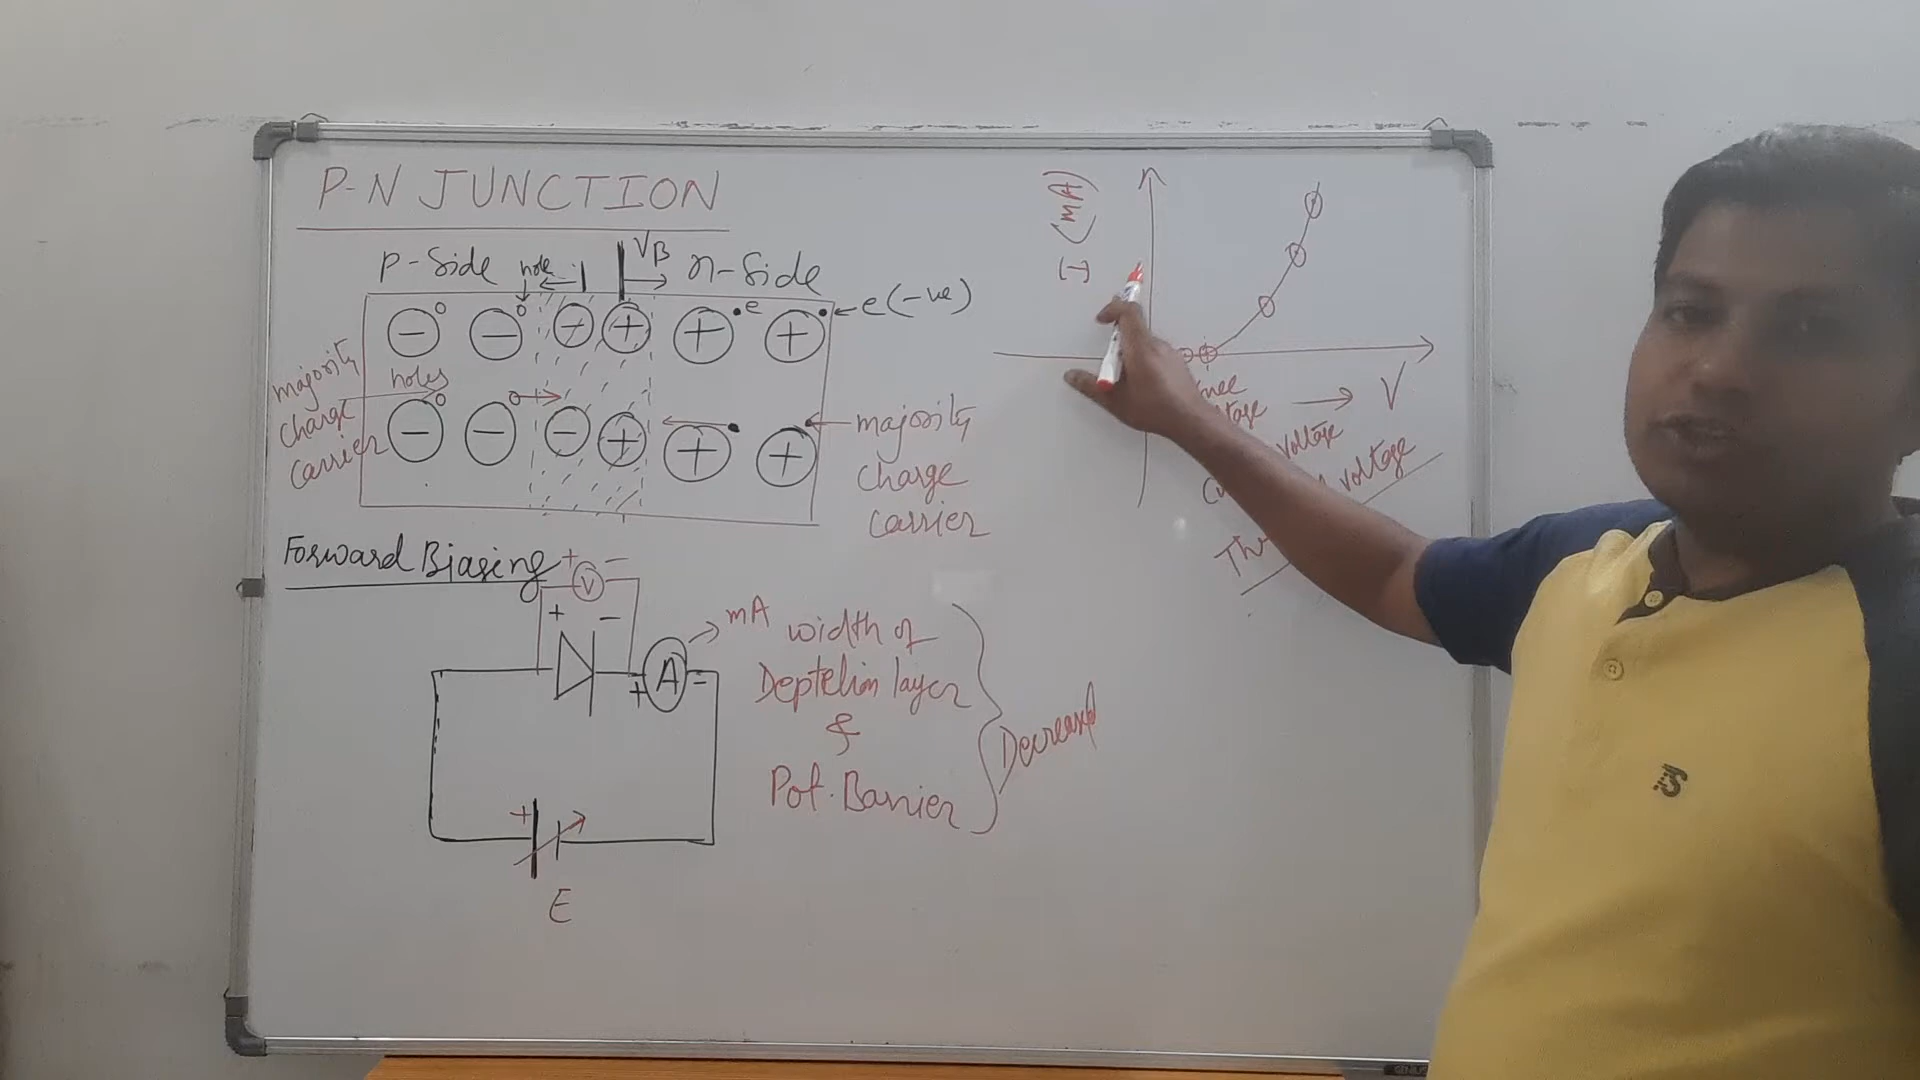 P-N JUNCTION
P-Side
hole
VB
n-Side
e
e(-ve)
holes
majority
charge
carrier
majority
charge
carrier
Forward Biasing
+ V -
+ -
+ A -
mA
width of
Deptelion layer
&
Pot. Barrier
Decreased
+
E
I (mA)
V
voltage
voltage